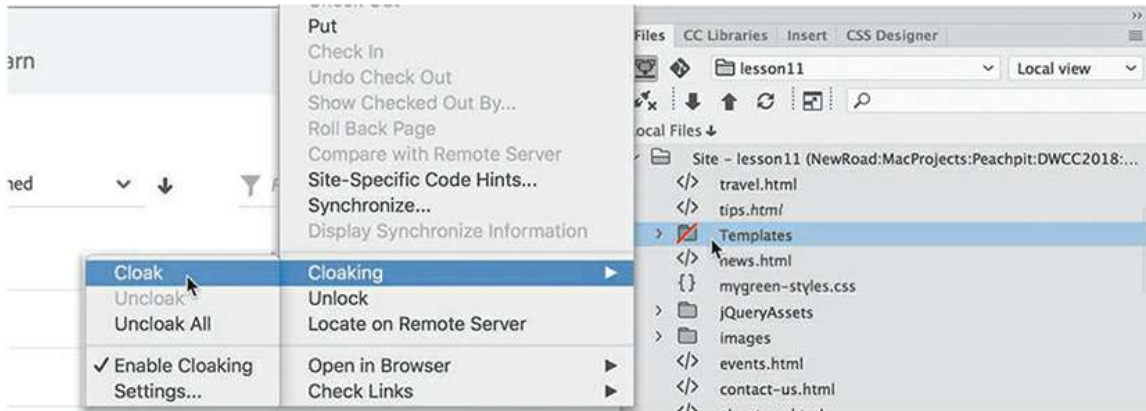 arn
Cloak
Uncloak
Uncloak All
✓ Enable Cloaking
Settings...
Put
Check In
Undo Check Out
Show Checked Out By...
Roll Back Page
Compare with Remote Server
Site-Specific Code Hints...
Synchronize...
Display Synchronize Information
Cloaking
Unlock
Locate on Remote Server
Open in Browser
Check Links
Files CC Libraries Insert CSS Designer
lesson11 Local view
Local Files
Site – lesson11 (NewRoad:MacProjects:Peachpit:DWCC2018:...
travel.html
tips.html
Templates
news.html
mygreen-styles.css
jQueryAssets
images
events.html
contact-us.html